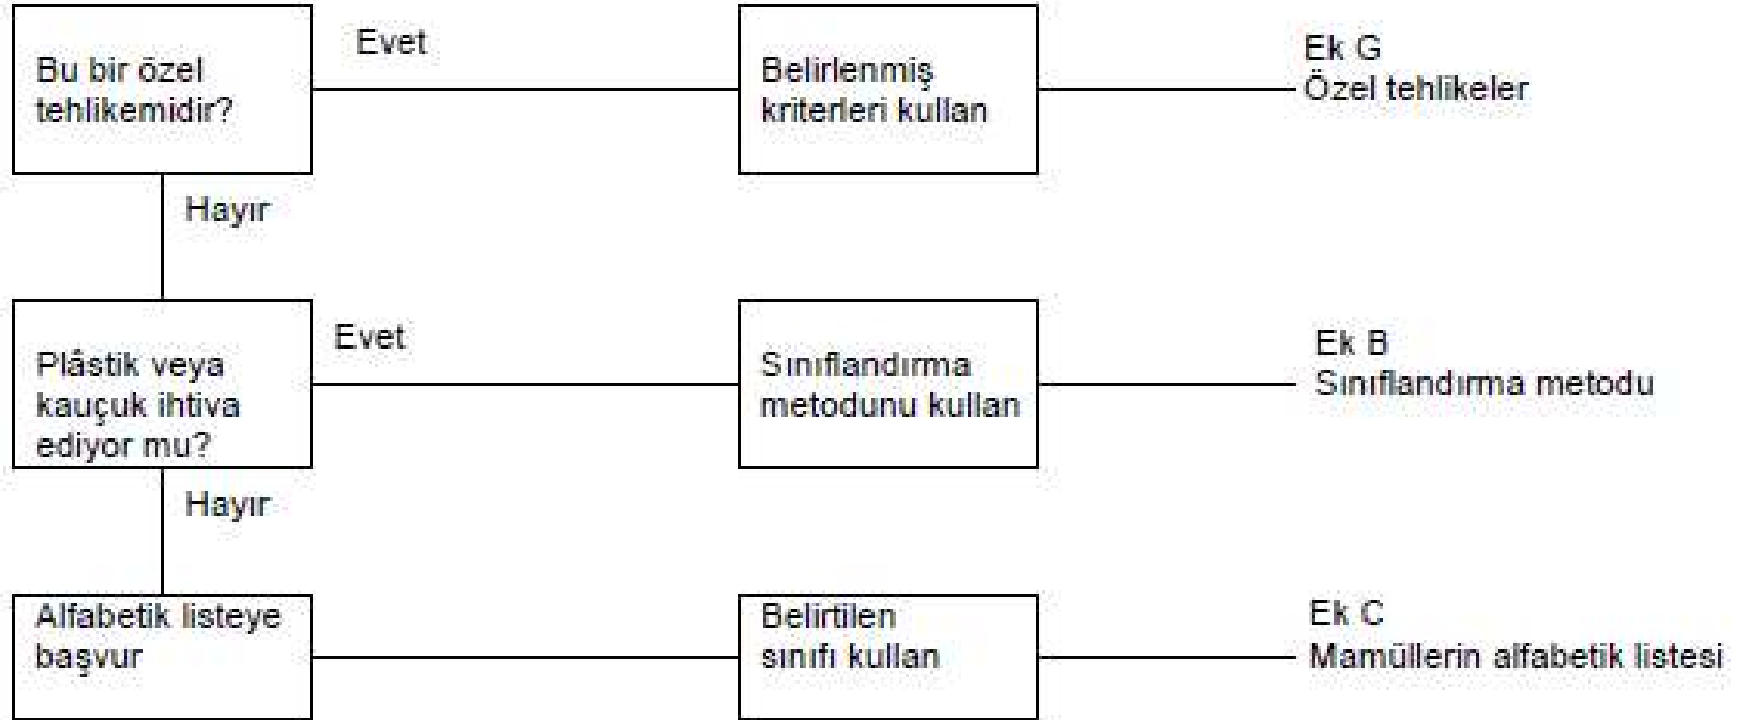 Bu bir özel
tehlikemidir?
Evet
Belirlenmiş
kriterleri kullan
Ek G
Özel tehlikeler
Hayır
Plâstik veya
kauçuk ihtiva
ediyor mu?
Evet
Sınıflandırma
metodunu kullan
Ek B
Sınıflandırma metodu
Hayır
Alfabetik listeye
başvur
Belirtilen
sınıfı kullan
Ek C
Mamüllerin alfabetik listesi